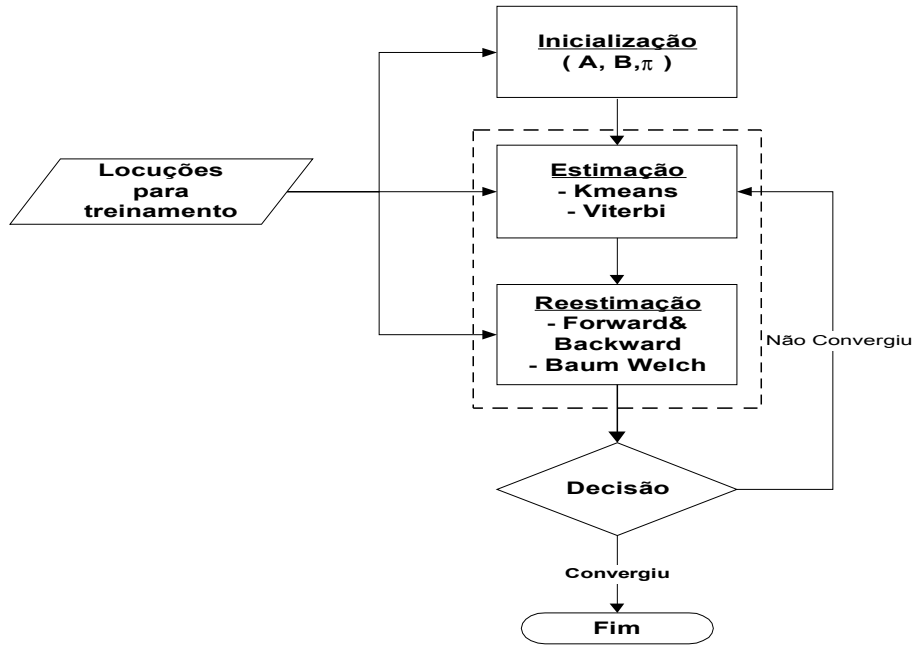 Inicialização
( A, B,π )
Locuções
para
treinamento
Estimação
- Kmeans
- Viterbi
Reestimação
- Forward&
Backward
- Baum Welch
Não Convergiu
Decisão
Convergiu
Fim